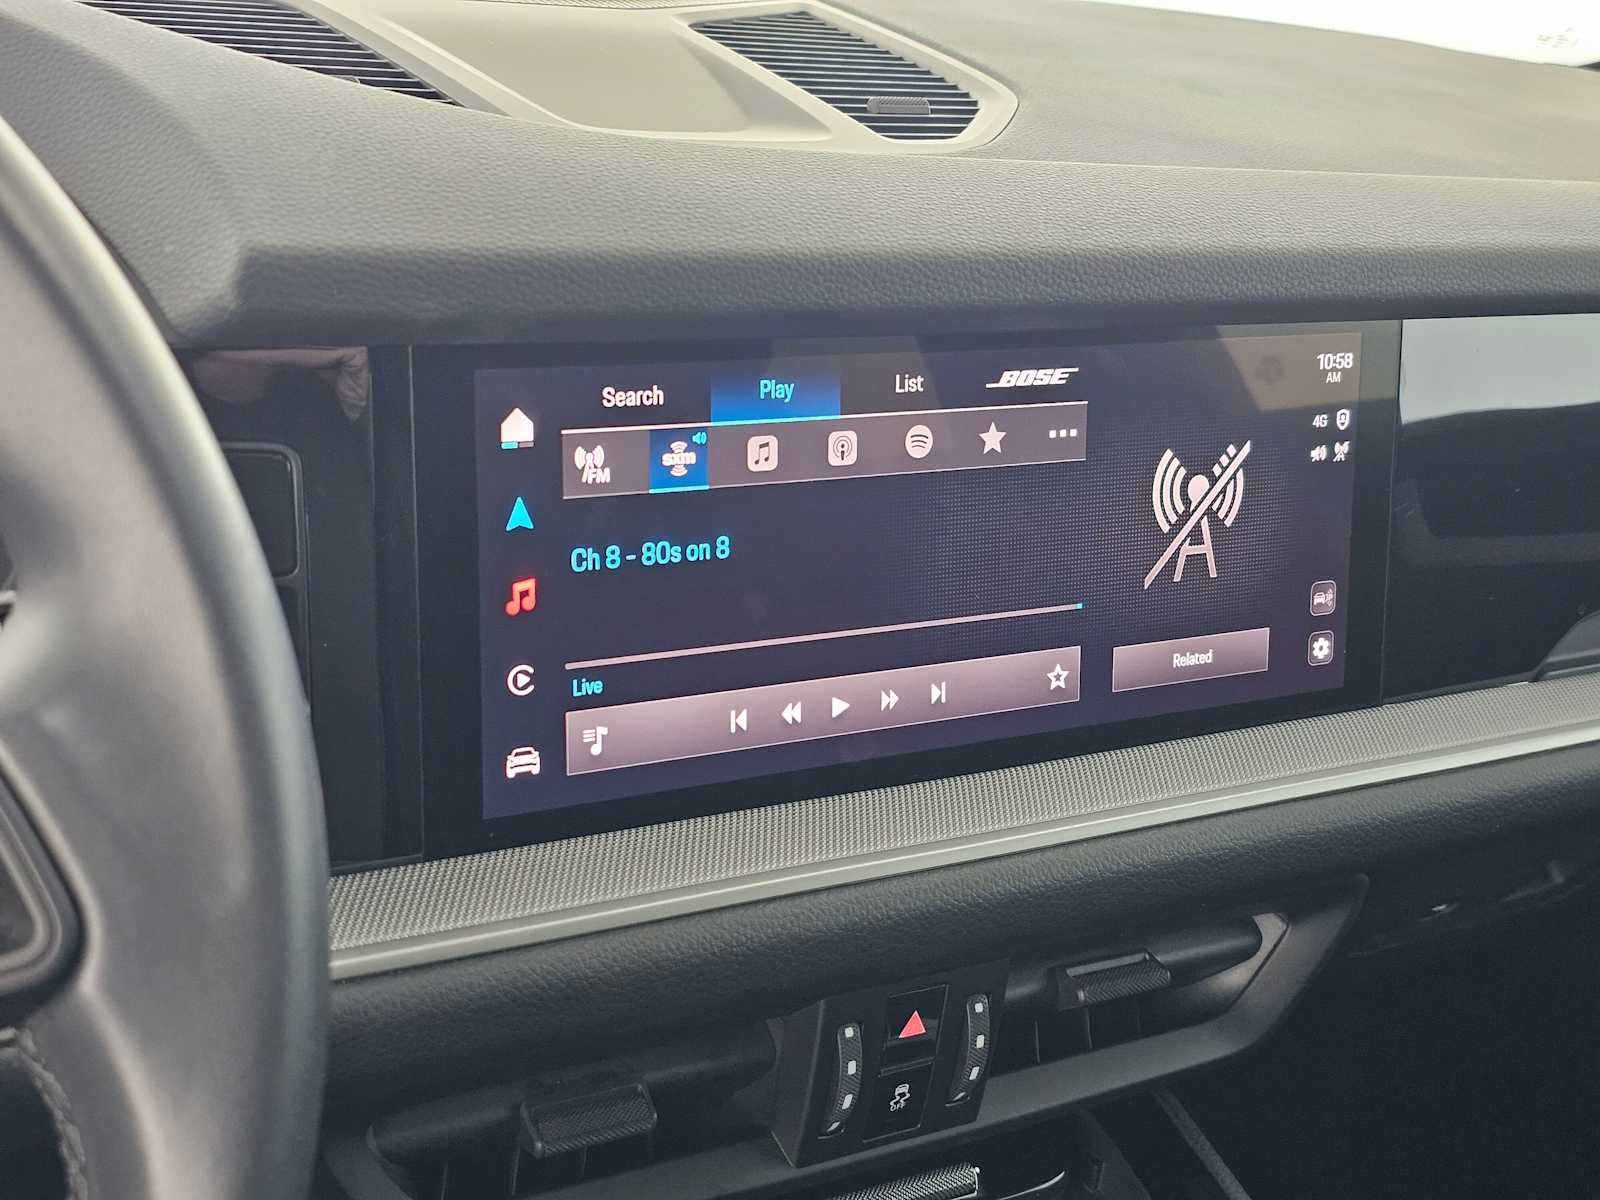 Search
Play
List
BOSE
10:58
AM
FM
sxm
4G
Ch 8 - 80s on 8
Live
Related
OFF